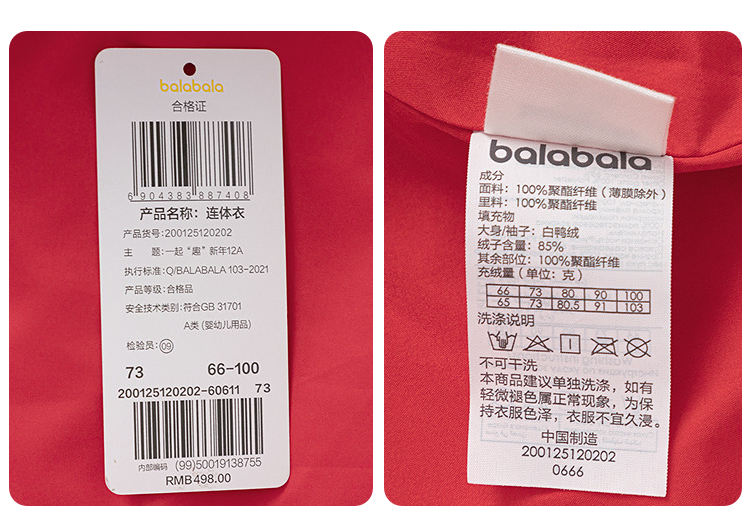 balabala
合格证
6 904383 887408
产品名称：连体衣
产品货号：200125120202
主　　题：一起“趣”新年12A
执行标准：Q/BALABALA 103-2021
产品等级：合格品
安全技术类别：符合GB 31701
A类 (婴幼儿用品)
检验员：09
73 66-100
200125120202-60611 73
内部编码 (99)50019138755
RMB498.00
balabala
成分
面料：100%聚酯纤维（薄膜除外）
里料：100%聚酯纤维
填充物
大身/袖子：白鸭绒
绒子含量：85%
其余部位：100%聚酯纤维
充绒量（单位：克）
66 73 80 90 100
65 73 80.5 91 103
洗涤说明
不可干洗
本商品建议单独洗涤，如有
轻微褪色属正常现象，为保
持衣服色泽，衣服不宜久浸。
中国制造
200125120202
0666